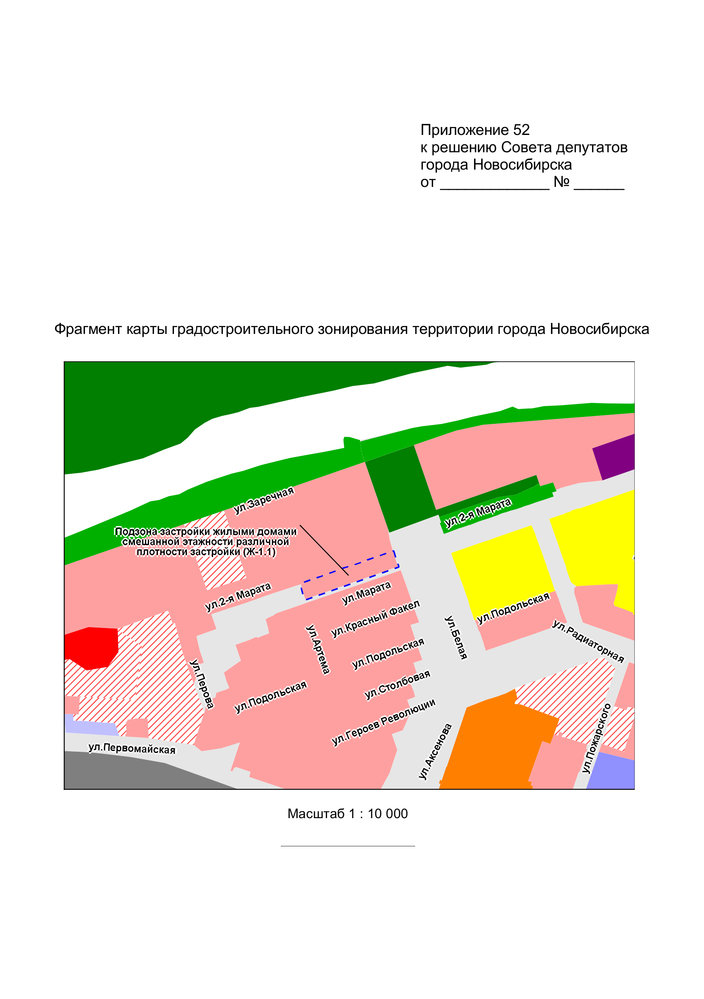 Приложение 52
к решению Совета депутатов
города Новосибирска
от _____________ № ______
Фрагмент карты градостроительного зонирования территории города Новосибирска
ул.Заречная
ул.2-я Марата
Подзона застройки жилыми домами
смешанной этажности различной
плотности застройки (Ж-1.1)
ул.2-я Марата
ул.Марата
ул.Красный Факел
ул.Подольская
ул.Белая
ул.Радиаторная
ул.Артема
ул.Подольская
ул.Перова
ул.Столбовая
ул.Подольская
ул.Героев Революции
ул.Аксенова
ул.Пожарского
ул.Первомайская
Масштаб 1 : 10 000